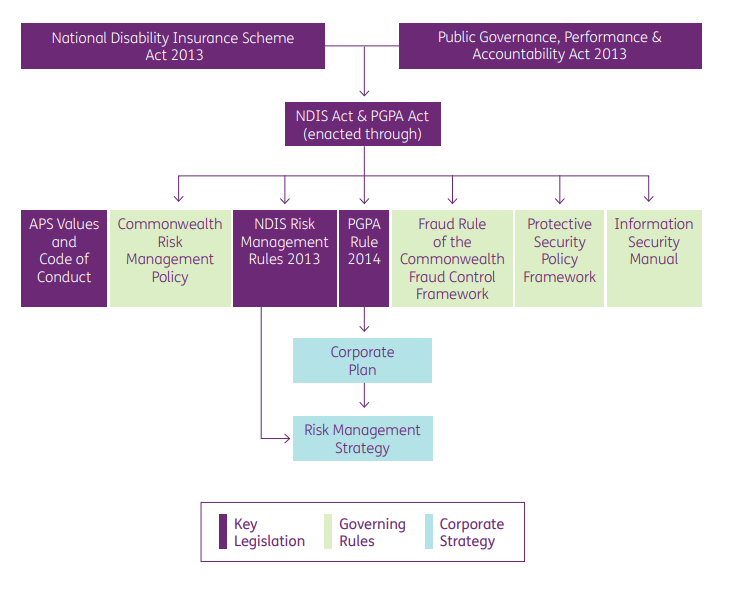 National Disability Insurance Scheme
Act 2013
Public Governance, Performance &
Accountability Act 2013
NDIS Act & PGPA Act
(enacted through)
APS Values
and
Code of
Conduct
Commonwealth
Risk
Management
Policy
NDIS Risk
Management
Rules 2013
PGPA
Rule
2014
Fraud Rule
of the
Commonwealth
Fraud Control
Framework
Protective
Security
Policy
Framework
Information
Security
Manual
Corporate
Plan
Risk Management
Strategy
Key
Legislation
Governing
Rules
Corporate
Strategy